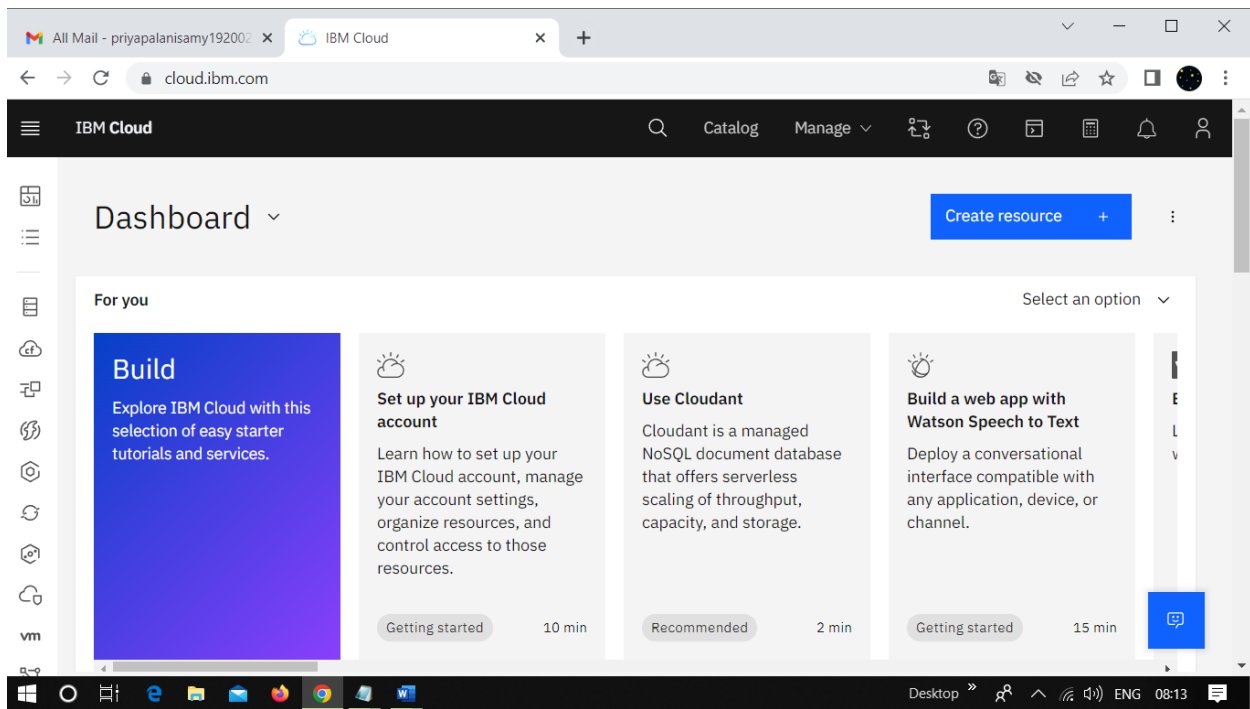 All Mail - priyapalanisamy192002
IBM Cloud
cloud.ibm.com
IBM Cloud
Catalog
Manage
Dashboard
Create resource +
For you
Select an option
Build
Explore IBM Cloud with this
selection of easy starter
tutorials and services.
Set up your IBM Cloud
account
Learn how to set up your
IBM Cloud account, manage
your account settings,
organize resources, and
control access to those
resources.
Getting started
10 min
Use Cloudant
Cloudant is a managed
NoSQL document database
that offers serverless
scaling of throughput,
capacity, and storage.
Recommended
2 min
Build a web app with
Watson Speech to Text
Deploy a conversational
interface compatible with
any application, device, or
channel.
Getting started
15 min
cf
vm
Desktop
ENG
08:13